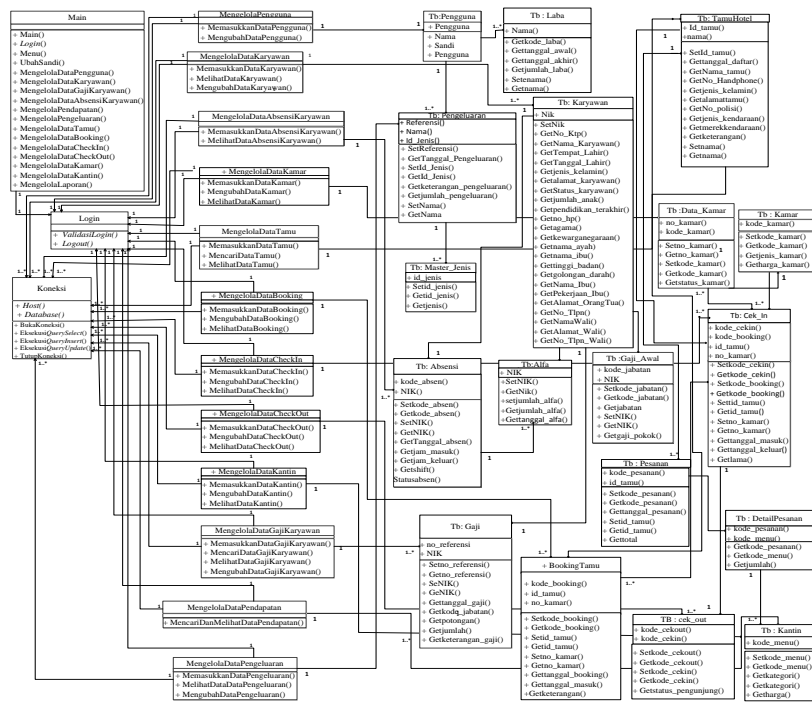 Main
Main()
+ Login()
+ Menu()
+ UbahSandi()
+ MengelolaDataPengguna()
+ MengelolaDataKaryawan()
+ MengelolaDataGajiKaryawan()
+ MengelolaDataAbsensiKaryawan()
+ MengelolaPendapatan()
+ MengelolaPengeluaran()
+ MengelolaDataTamu()
+ MengelolaDataBooking()
+ MengelolaDataCheckIn()
+ MengelolaDataCheckOut()
+ MengelolaDataKamar()
+ MengelolaDataKantin()
+ MengelolaLaporan()
Login
+ ValidasiLogin()
+ Logout()
Koneksi
+ Host()
+ Database()
+ BukaKoneksi()
+ EksekusiQuerySelect()
+ EksekusiQueryInsert()
+ EksekusiQueryUpdate()
+ TutupKoneksi()
MengelolaPengguna
+ MemasukkanDataPengguna()
+ MengubahDataPengguna()
MengelolaDataKaryawan
+ MemasukkanDataKaryawan()
+ MelihatDataKaryawan()
+ MengubahDataKaryawan()
MengelolaDataAbsensiKaryawan
+ MemasukkanDataAbsensiKaryawan()
+ MelihatDataAbsensiKaryawan()
+ MengelolaDataKamar
+ MemasukkanDataKamar()
+ MengubahDataKamar()
+ MelihatDataKamar()
MengelolaDataTamu
+ MemasukkanDataTamu()
+ MencariDataTamu()
+ MelihatDataTamu()
+ MengelolaDataBooking
+ MemasukkanDataBooking()
+ MengubahDataBooking()
+ MelihatDataBooking()
+ MengelolaDataCheckIn
+ MemasukkanDataCheckIn()
+ MengubahDataCheckIn()
+ MelihatDataCheckIn()
+ MengelolaDataCheckOut
+ MemasukkanDataCheckOut()
+ MengubahDataCheckOut()
+ MelihatDataCheckOut()
+ MengelolaDataKantin
+ MemasukkanDataKantin()
+ MengubahDataKantin()
+ MelihatDataKantin()
MengelolaDataGajiKaryawan
+ MemasukkanDataGajiKaryawan()
+ MencariDataGajiKaryawan()
+ MelihatDataGajiKaryawan()
+ MengubahDataGajiKaryawan()
MengelolaDataPendapatan
+ MencariDanMelihatDataPendapatan()
MengelolaDataPengeluaran
+ MemasukkanDataPengeluaran()
+ MelihatDataPengeluaran()
+ MengubahDataPengeluaran()
Tb:Pengguna
+ Pengguna
+ Nama
+ Sandi
+ Pengguna
Tb : Laba
+ Nama()
+ Getkode_laba()
+ Gettanggal_awal()
+ Gettanggal_akhir()
+ Getjumlah_laba()
+ Setnama()
+ Getnama()
Tb: Pengeluaran
+ Referensi()
+ Nama()
+ Id_Jenis()
+ SetReferensi()
+ GetTanggal_Pengeluaran()
+ SetId_Jenis()
+ GetId_Jenis()
+ Getketerangan_pengeluaran()
+ Getjumlah_pengeluaran()
+ SetNama()
+ GetNama
Tb: Master_Jenis
+ id_jenis
+ Setid_jenis()
+ Getid_jenis()
+ Getjenis()
Tb: Karyawan
+ Nik
+ SetNik
+ GetNo_Ktp()
+ GetNama_Karyawan()
+ GetTempat_Lahir()
+ GetTanggal_Lahir()
+ Getjenis_kelamin()
+ Getalamat_karyawan()
+ GetStatus_karyawan()
+ Getjumlah_anak()
+ Getpendidikan_terakhir()
+ Getno_hp()
+ Getagama()
+ Getkewarganegaraan()
+ Getnama_ayah()
+ Getnama_ibu()
+ Gettinggi_badan()
+ Getgolongan_darah()
+ GetNama_Ibu()
+ GetPekerjaan_Ibu()
+ GetAlamat_OrangTua()
+ GetNo_Tlpn()
+ GetNamaWali()
+ GetAlamat_Wali()
+ GetNo_Tlpn_Wali()
Tb : TamuHotel
+ Id_tamu()
+nama()
+ SetId_tamu()
+ Gettanggal_daftar()
+ GetNama_tamu()
+ GetNo_Handphone()
+ Getjenis_kelamin()
+ Getalamattamu()
+ GetNo_polisi()
+ Getjenis_kendaraan()
+ Getmerekkendaraan()
+ Getketerangan()
+ Setnama()
+ Getnama()
Tb :Data_Kamar
+ no_kamar()
+ kode_kamar()
+ Setno_kamar()
+ Getno_kamar()
+ Setkode_kamar()
+ Getkode_kamar()
+ Getstatus_kamar()
Tb : Kamar
+ kode_kamar()
+ Setkode_kamar()
+ Getkode_kamar()
+ Getjenis_kamar()
+ Getharga_kamar()
Tb: Cek_In
+ kode_cekin()
+ kode_booking()
+ id_tamu()
+ no_kamar()
+ Setkode_cekin()
+ Getkode_cekin()
+ Setkode_booking()
+ Getkode_booking()
+ Settid_tamu()
+ Getid_tamu()
+ Setno_kamar()
+ Getno_kamar()
+ Gettanggal_masuk()
+ Gettanggal_keluar()
+ Getlama()
Tb: Absensi
+ kode_absen()
+ NIK()
+ Setkode_absen()
+ Getkode_absen()
+ SetNIK()
+ GetNIK()
+ GetTanggal_absen()
+ Getjam_masuk()
+ Getjam_keluar()
+ Getshift()
Statusabsen()
Tb:Alfa
+ NIK
+SetNIK()
+ GetNik()
+ setjumlah_alfa()
+ Getjumlah_alfa()
+ Gettanggal_alfa()
Tb : Gaji_Awal
+ kode_jabatan
+ NIK
+ Setkode_jabatan()
+ Getkode_jabatan()
+ Getjabatan
+ SetNIK()
+ GetNIK()
+ Getgaji_pokok()
Tb : Pesanan
+ kode_pesanan()
+ id_tamu()
+ Setkode_pesanan()
+ Getkode_pesanan()
+ Gettanggal_pesanan()
+ Setid_tamu()
+ Getid_tamu()
+ Gettotal
Tb : DetailPesanan
+ kode_pesanan()
+ kode_menu()
+ Getkode_pesanan()
+ Getkode_menu()
+ Getjumlah()
Tb: Gaji
+ no_referensi
+ NIK
+ Setno_referensi()
+ Getno_referensi()
+ SeNIK()
+ GeNIK()
+ Gettanggal_gaji()
+ Getkode_jabatan()
+ Getpotongan()
+ Getjumlah()
+ Getketerangan_gaji()
+ BookingTamu
+ kode_booking()
+ id_tamu()
+ no_kamar()
+ Setkode_booking()
+ Getkode_booking()
+ Setid_tamu()
+ Getid_tamu()
+ Setno_kamar()
+ Getno_kamar()
+ Gettanggal_booking()
+ Gettanggal_masuk()
+Getketerangan()
TB : cek_out
+ kode_cekout()
+ kode_cekin()
+ Setkode_cekout()
+ Getkode_cekout()
+ Setkode_cekin()
+ Getkode_cekin()
+ Getstatus_pengunjung()
Tb : Kantin
+ kode_menu()
+ Setkode_menu()
+ Getkode_menu()
+ Getkategori()
+ Getkategori()
+ Getharga()